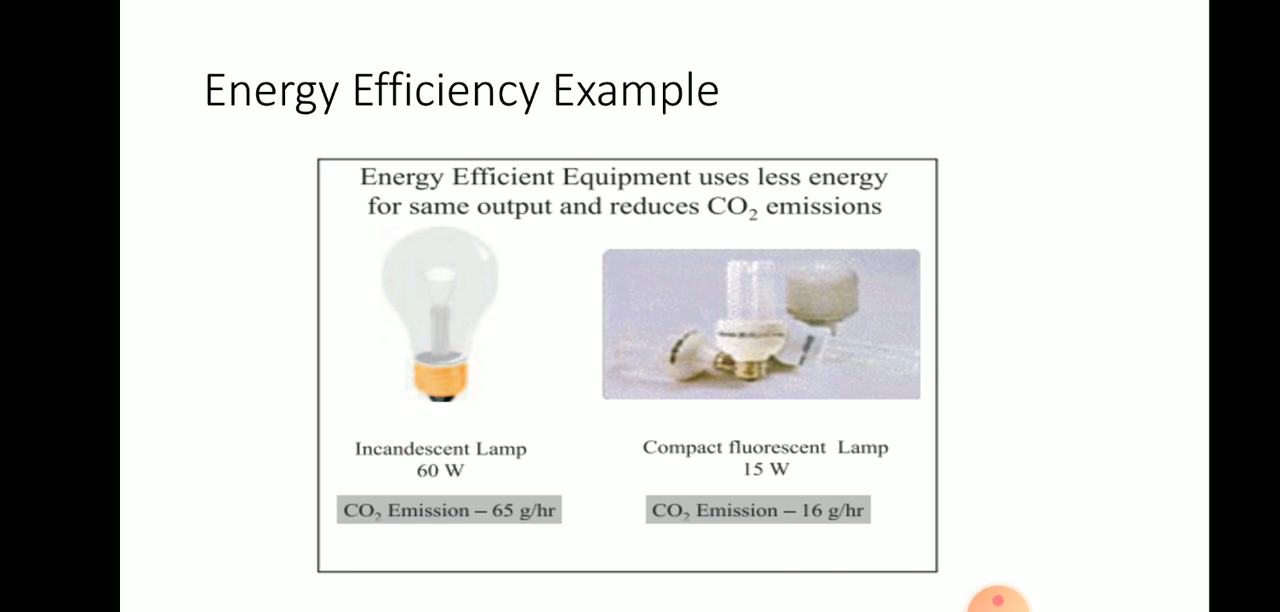 Energy Efficiency Example
Energy Efficient Equipment uses less energy
for same output and reduces CO₂ emissions
Incandescent Lamp
60 W
CO₂ Emission – 65 g/hr
Compact fluorescent Lamp
15 W
CO₂ Emission – 16 g/hr